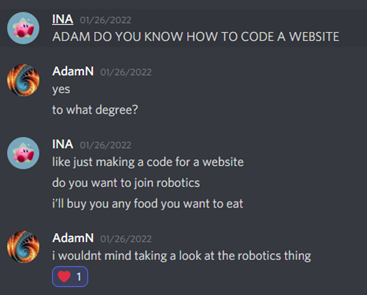 INA 01/26/2022
ADAM DO YOU KNOW HOW TO CODE A WEBSITE
AdamN 01/26/2022
yes
to what degree?
INA 01/26/2022
like just making a code for a website
do you want to join robotics
i'll buy you any food you want to eat
AdamN 01/26/2022
i wouldnt mind taking a look at the robotics thing
1